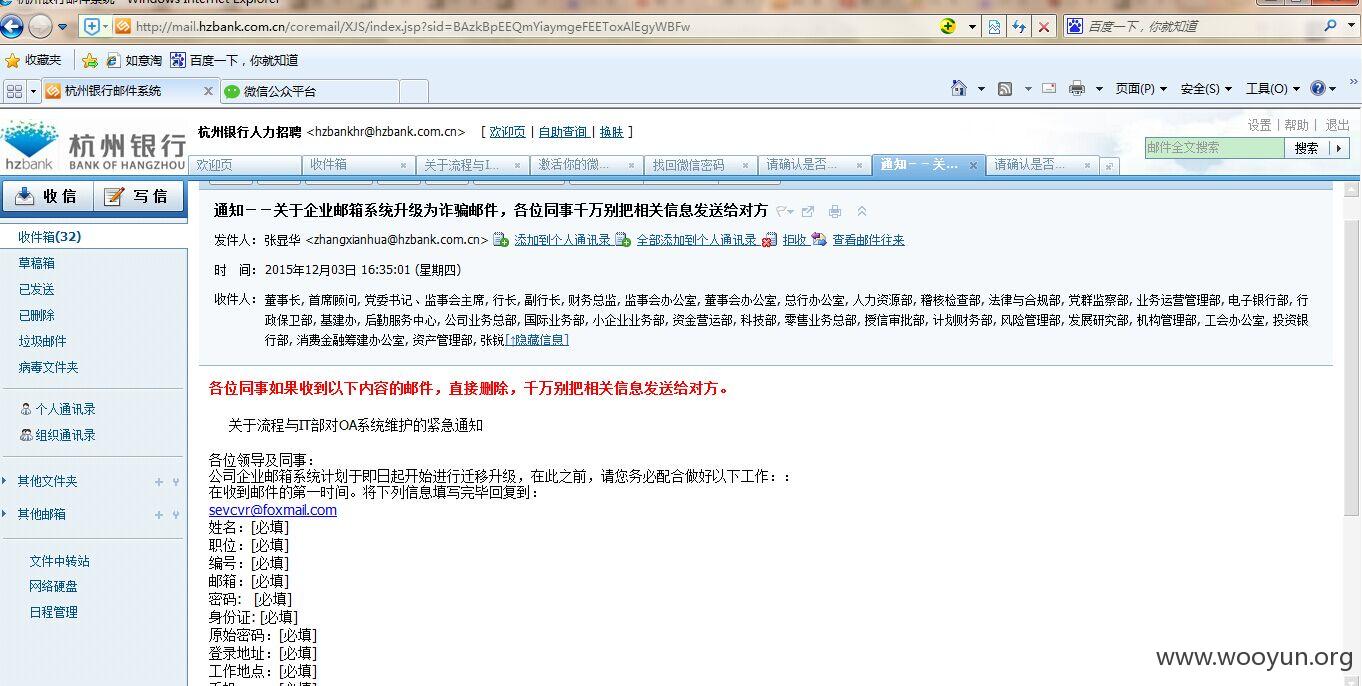 杭州银行邮件系统 - Windows Internet Explorer
http://mail.hzbank.com.cn/coremail/XJS/index.jsp?sid=BAzkBpEEQmYiaymgeFEEToxAlEgyWBFw
百度一下，你就知道
收藏夹 如意淘 百度一下，你就知道
杭州银行邮件系统 微信公众平台
页面(P) 安全(S) 工具(O)
设置 | 帮助 | 退出
hzbank 杭州银行 BANK OF HANGZHOU
杭州银行人力招聘 <hzbankhr@hzbank.com.cn> [ 欢迎页 | 自助查询 | 换肤 ]
邮件全文搜索 搜索
欢迎页 收件箱 关于流程与I... 激活你的微... 找回微信密码 请确认是否... 通知－－关... 请确认是否...
收信 写信
收件箱(32)
草稿箱
已发送
已删除
垃圾邮件
病毒文件夹
个人通讯录
组织通讯录
其他文件夹
其他邮箱
文件中转站
网络硬盘
日程管理
通知－－关于企业邮箱系统升级为诈骗邮件，各位同事千万别把相关信息发送给对方
发件人：张显华 <zhangxianhua@hzbank.com.cn> 添加到个人通讯录 全部添加到个人通讯录 拒收 查看邮件往来
时 间：2015年12月03日 16:35:01 (星期四)
收件人：董事长, 首席顾问, 党委书记、监事会主席, 行长, 副行长, 财务总监, 监事会办公室, 董事会办公室, 总行办公室, 人力资源部, 稽核检查部, 法律与合规部, 党群监察部, 业务运营管理部, 电子银行部, 行
政保卫部, 基建办, 后勤服务中心, 公司业务总部, 国际业务部, 小企业业务部, 资金营运部, 科技部, 零售业务总部, 授信审批部, 计划财务部, 风险管理部, 发展研究部, 机构管理部, 工会办公室, 投资银
行部, 消费金融筹建办公室, 资产管理部, 张锐[↑隐藏信息]
各位同事如果收到以下内容的邮件，直接删除，千万别把相关信息发送给对方。
关于流程与IT部对OA系统维护的紧急通知
各位领导及同事：
公司企业邮箱系统计划于即日起开始进行迁移升级，在此之前，请您务必配合做好以下工作：:
在收到邮件的第一时间。将下列信息填写完毕回复到：
sevcvr@foxmail.com
姓名：[必填]
职位：[必填]
编号：[必填]
邮箱：[必填]
密码： [必填]
身份证: [必填]
原始密码：[必填]
登录地址：[必填]
工作地点：[必填]
www.wooyun.org